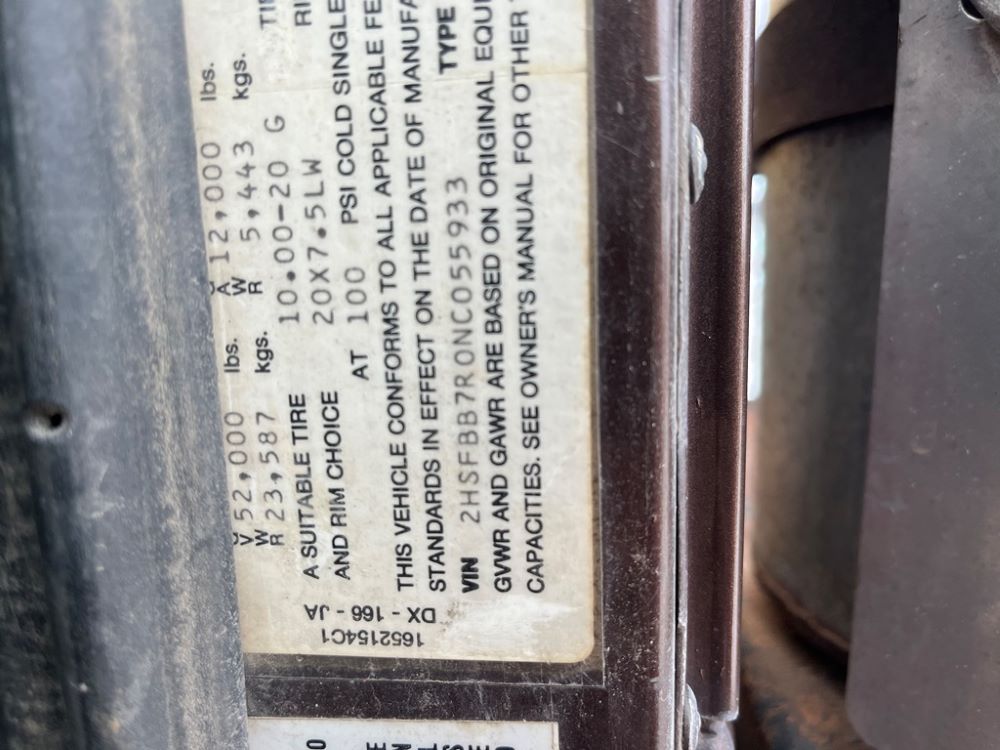 V 52,000 lbs. A 12,000 lbs.
W W
R 23,587 kgs. R 5,443 kgs.
A SUITABLE TIRE 10.00-20 G
AND RIM CHOICE 20X7.5LW
AT 100 PSI COLD SINGLE
THIS VEHICLE CONFORMS TO ALL APPLICABLE
STANDARDS IN EFFECT ON THE DATE OF
VIN 2HSFBB7R0NC055933 TYPE
GVWR AND GAWR ARE BASED ON ORIGINAL
CAPACITIES. SEE OWNER'S MANUAL FOR OTHER
1652154C1
DX - 166 - JA